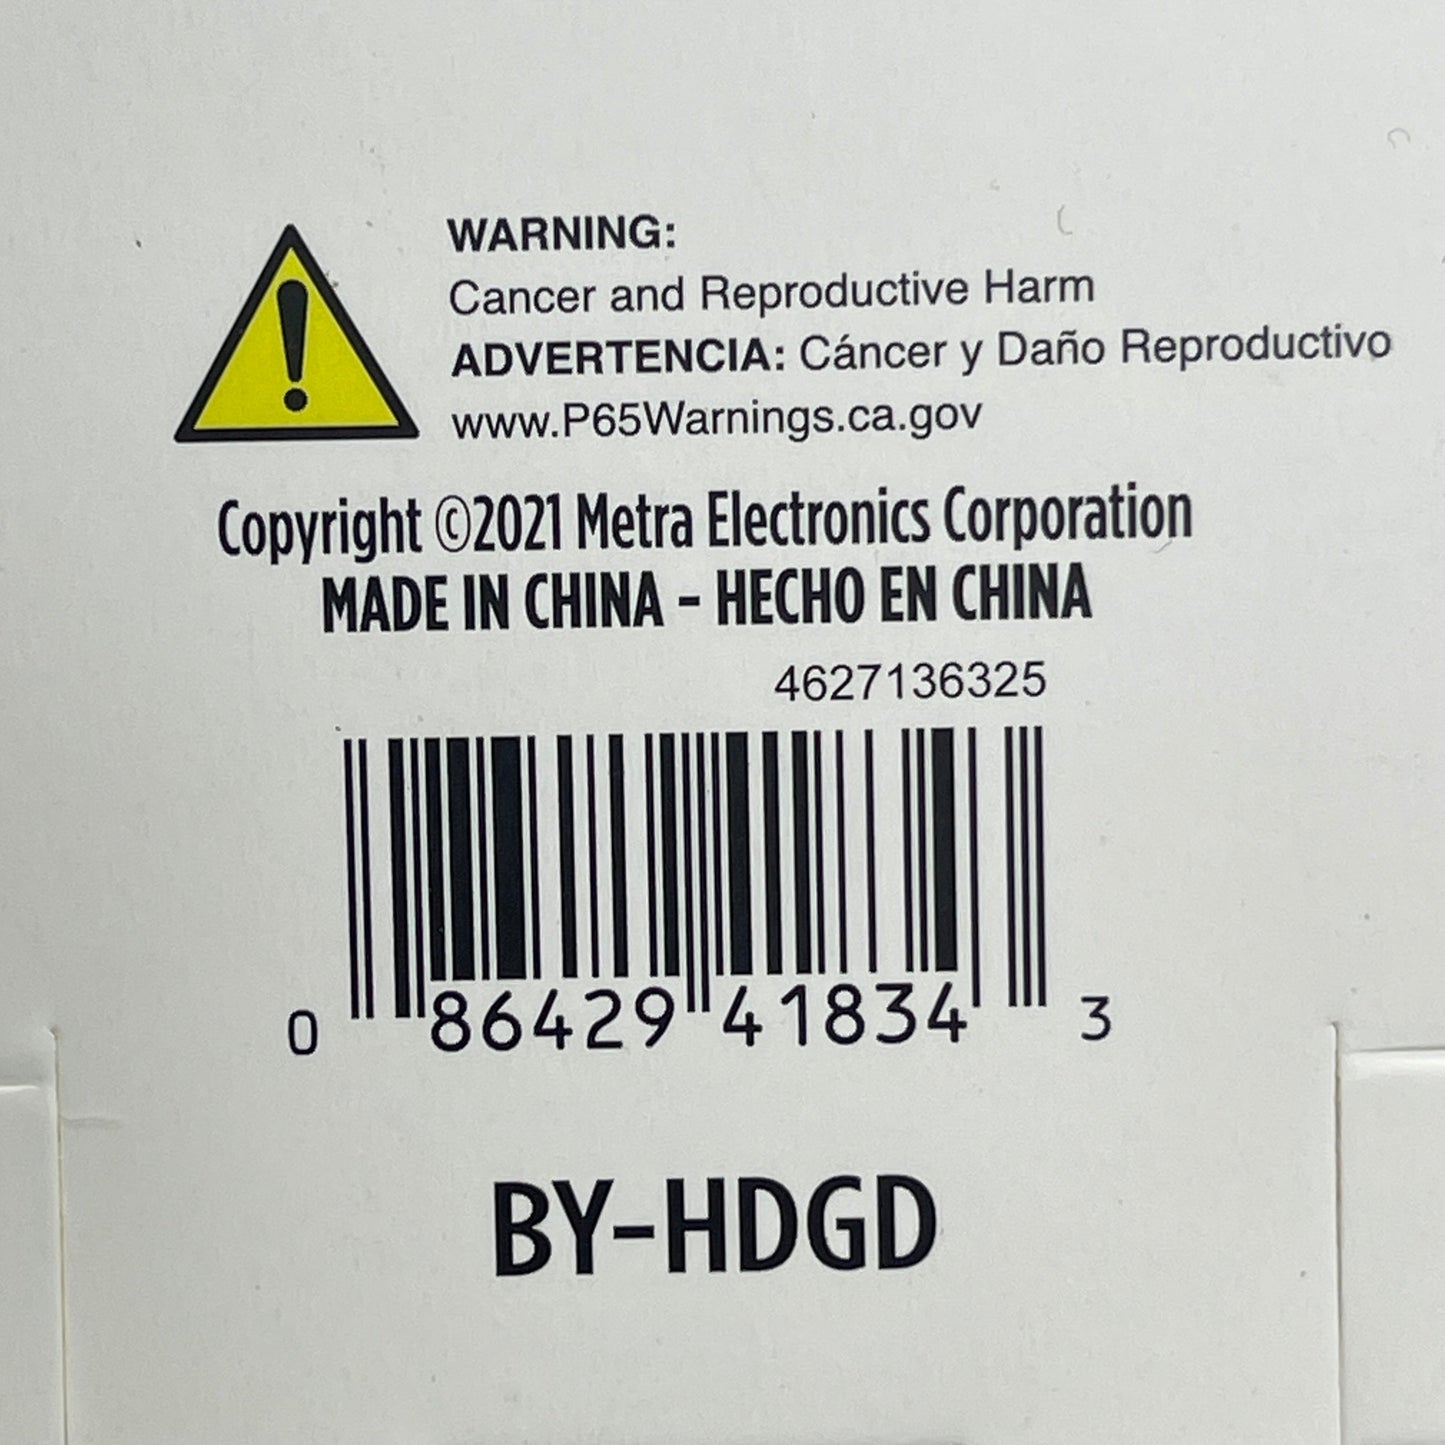 WARNING:
Cancer and Reproductive Harm
ADVERTENCIA: Cáncer y Daño Reproductivo
www.P65Warnings.ca.gov
Copyright ©2021 Metra Electronics Corporation
MADE IN CHINA - HECHO EN CHINA
4627136325
0 86429 41834 3
BY-HDGD